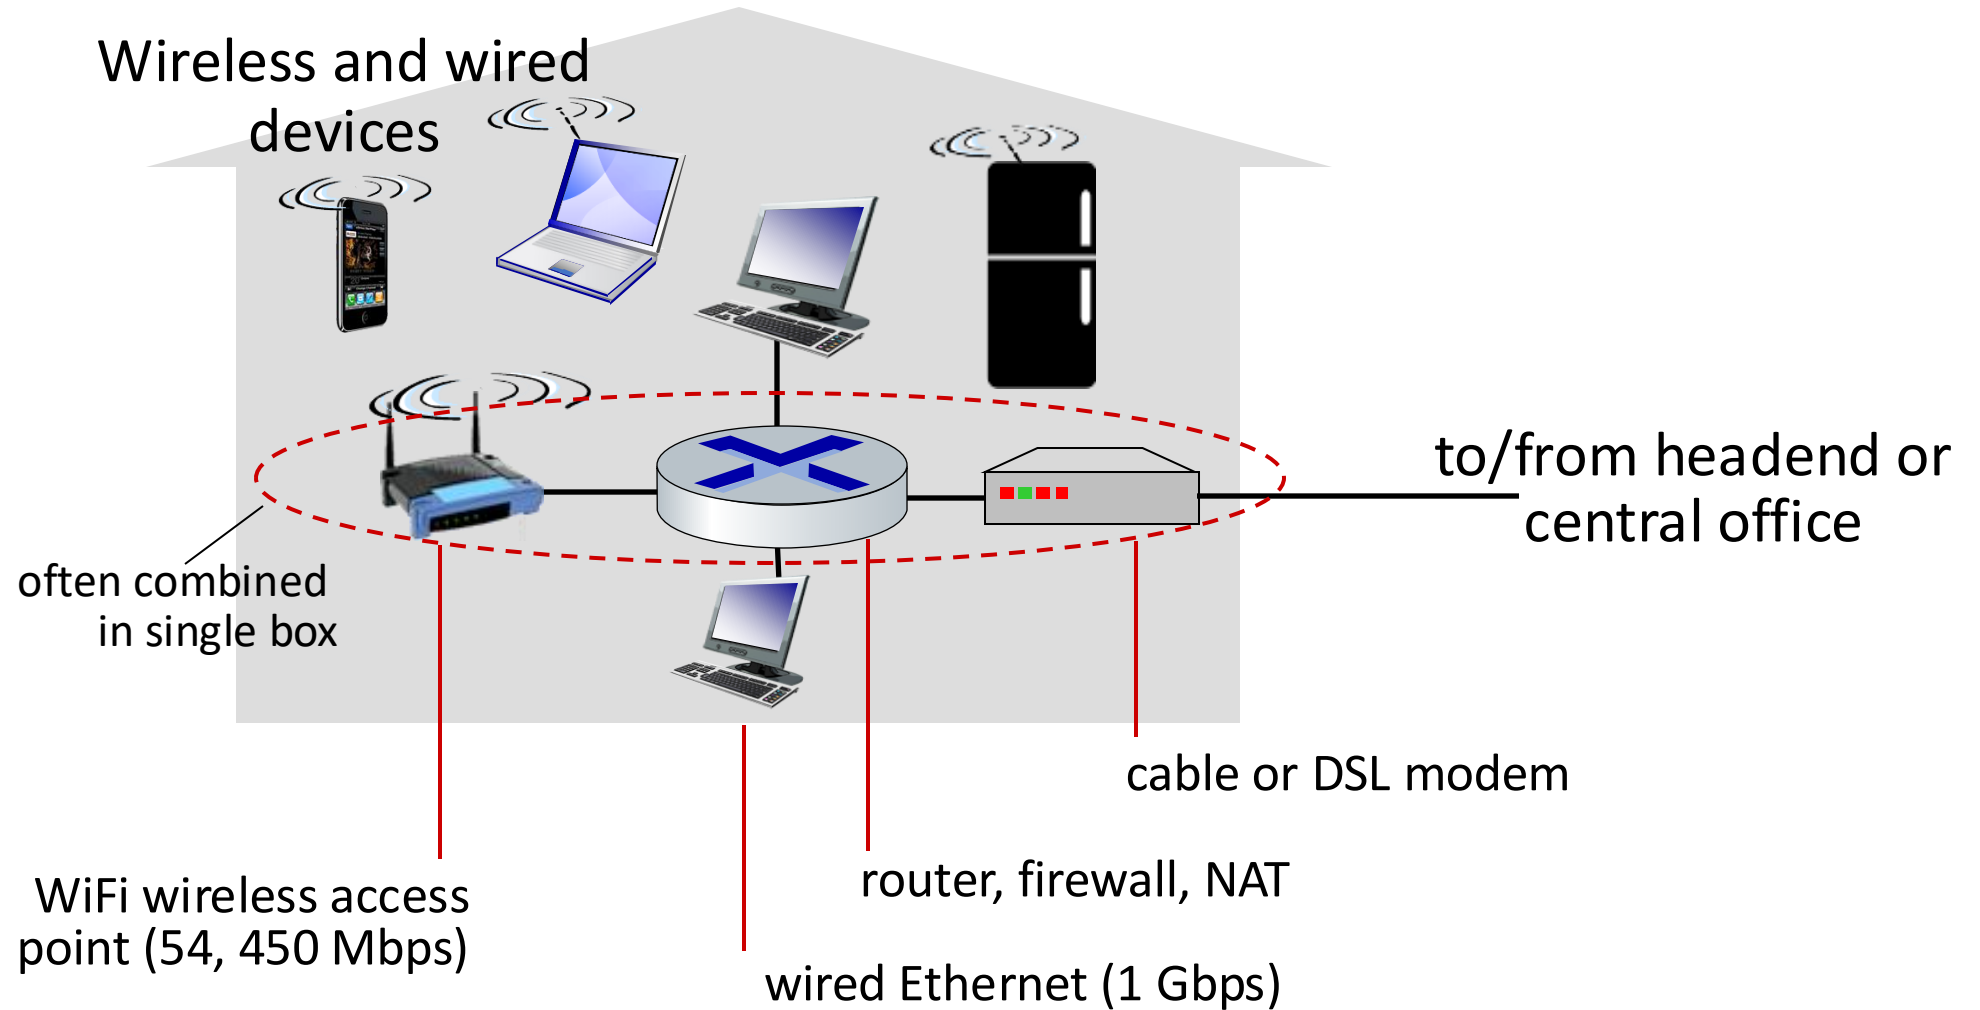 Wireless and wired
devices
to/from headend or
central office
often combined
in single box
cable or DSL modem
router, firewall, NAT
WiFi wireless access
point (54, 450 Mbps)
wired Ethernet (1 Gbps)